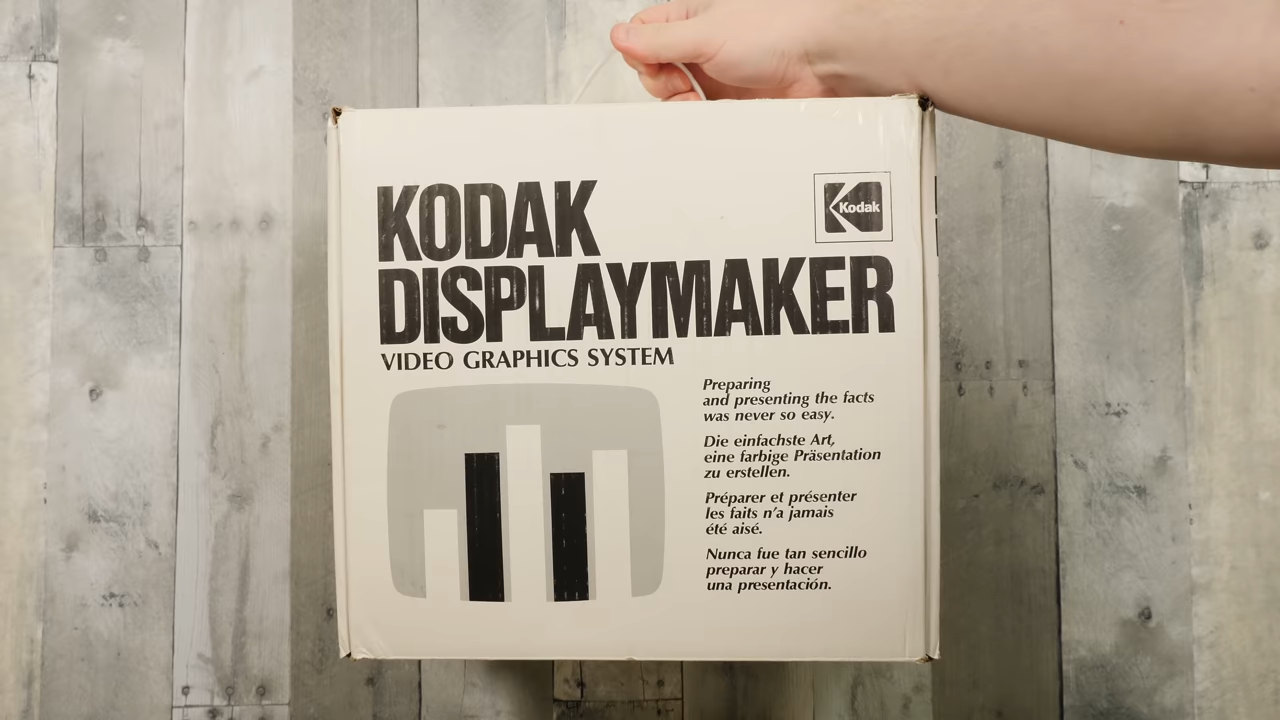 KODAK
Kodak
DISPLAYMAKER
VIDEO GRAPHICS SYSTEM
Preparing
and presenting the facts
was never so easy.
Die einfachste Art,
eine farbige Präsentation
zu erstellen.
Préparer et présenter
les faits n'a jamais
été aisé.
Nunca fue tan sencillo
preparar y hacer
una presentación.